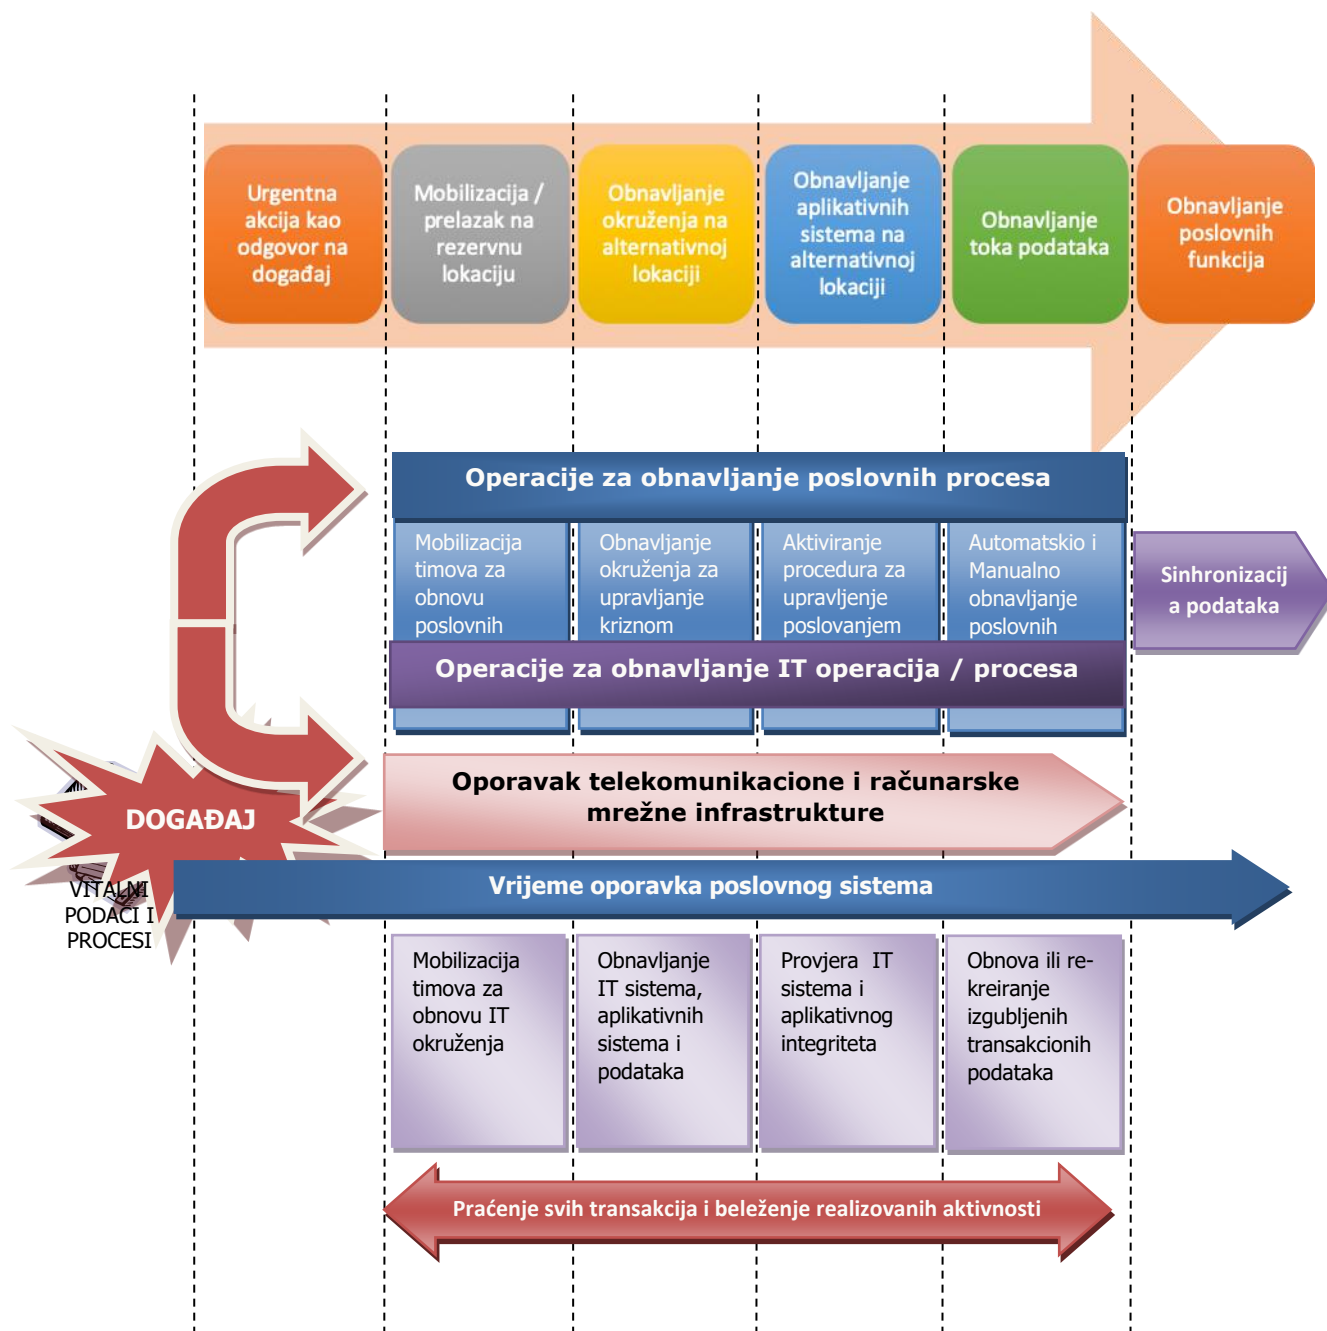 Urgentna
akcija kao
odgovor na
događaj
Mobilizacija /
prelazak na
rezervnu
lokaciju
Obnavljanje
okruženja na
alternativnoj
lokaciji
Obnavljanje
aplikativnih
sistema na
alternativnoj
lokaciji
Obnavljanje
toka podataka
Obnavljanje
poslovnih
funkcija
Operacije za obnavljanje poslovnih procesa
Mobilizacija
timova za
obnovu
poslovnih
Obnavljanje
okruženja za
upravljanje
kriznom
Aktiviranje
procedura za
upravljenje
poslovanjem
Automatskio i
Manualno
obnavljanje
poslovnih
Sinhronizacij
a podataka
Operacije za obnavljanje IT operacija / procesa
Oporavak telekomunikacione i računarske
mrežne infrastrukture
DOGAĐAJ
VITALNI
PODACI I
PROCESI
Vrijeme oporavka poslovnog sistema
Mobilizacija
timova za
obnovu IT
okruženja
Obnavljanje
IT sistema,
aplikativnih
sistema i
podataka
Provjera  IT
sistema i
aplikativnog
integriteta
Obnova ili re-
kreiranje
izgubljenih
transakcionih
podataka
Praćenje svih transakcija i beleženje realizovanih aktivnosti